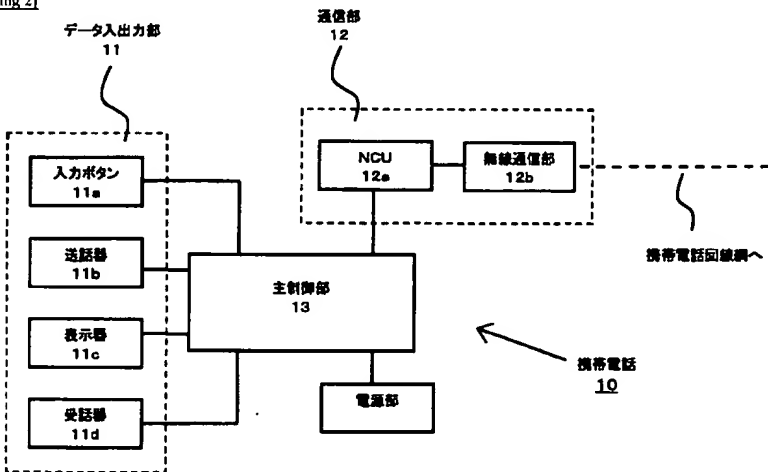 ing 2]
データ入出力部
11
通信部
12
入力ボタン
11a
NCU
12a
無線通信部
12b
送話器
11b
携帯電話回線網へ
主制御部
13
表示器
11c
携帯電話
10
電源部
受話器
11d